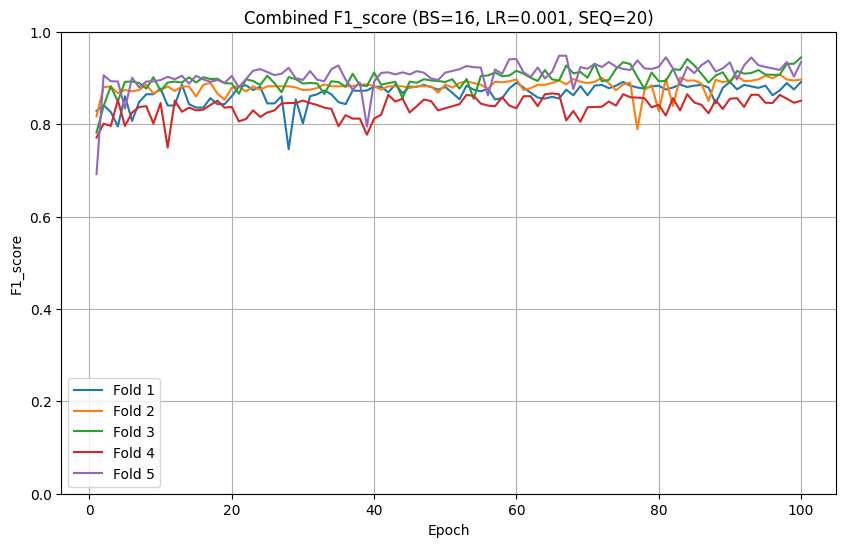 Combined F1_score (BS=16, LR=0.001, SEQ=20)
1.0
0.8
0.6
0.4
0.2
0.0
F1_score
Fold 1
Fold 2
Fold 3
Fold 4
Fold 5
0 20 40 60 80 100
Epoch